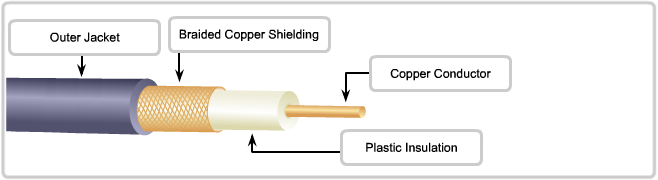 Outer Jacket
Braided Copper Shielding
Copper Conductor
Plastic Insulation